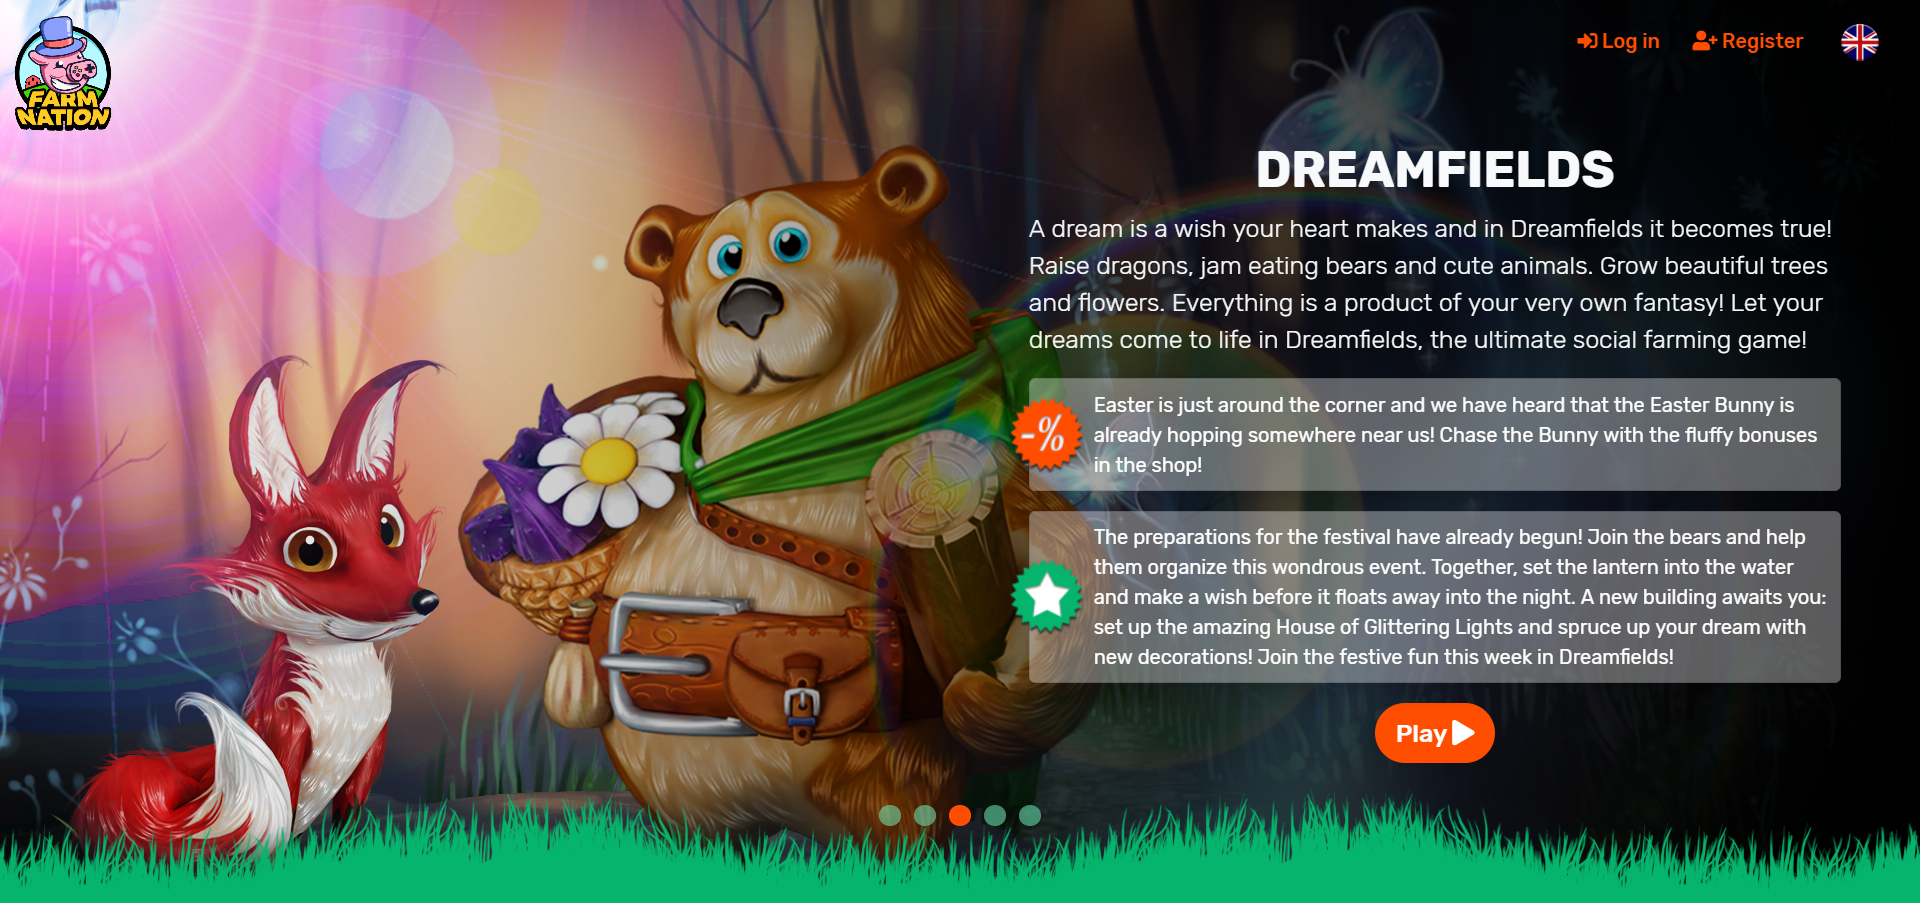 FARM
NATION
Log in
Register
DREAMFIELDS
A dream is a wish your heart makes and in Dreamfields it becomes true!
Raise dragons, jam eating bears and cute animals. Grow beautiful trees
and flowers. Everything is a product of your very own fantasy! Let your
dreams come to life in Dreamfields, the ultimate social farming game!
-%
Easter is just around the corner and we have heard that the Easter Bunny is
already hopping somewhere near us! Chase the Bunny with the fluffy bonuses
in the shop!
The preparations for the festival have already begun! Join the bears and help
them organize this wondrous event. Together, set the lantern into the water
and make a wish before it floats away into the night. A new building awaits you:
set up the amazing House of Glittering Lights and spruce up your dream with
new decorations! Join the festive fun this week in Dreamfields!
Play